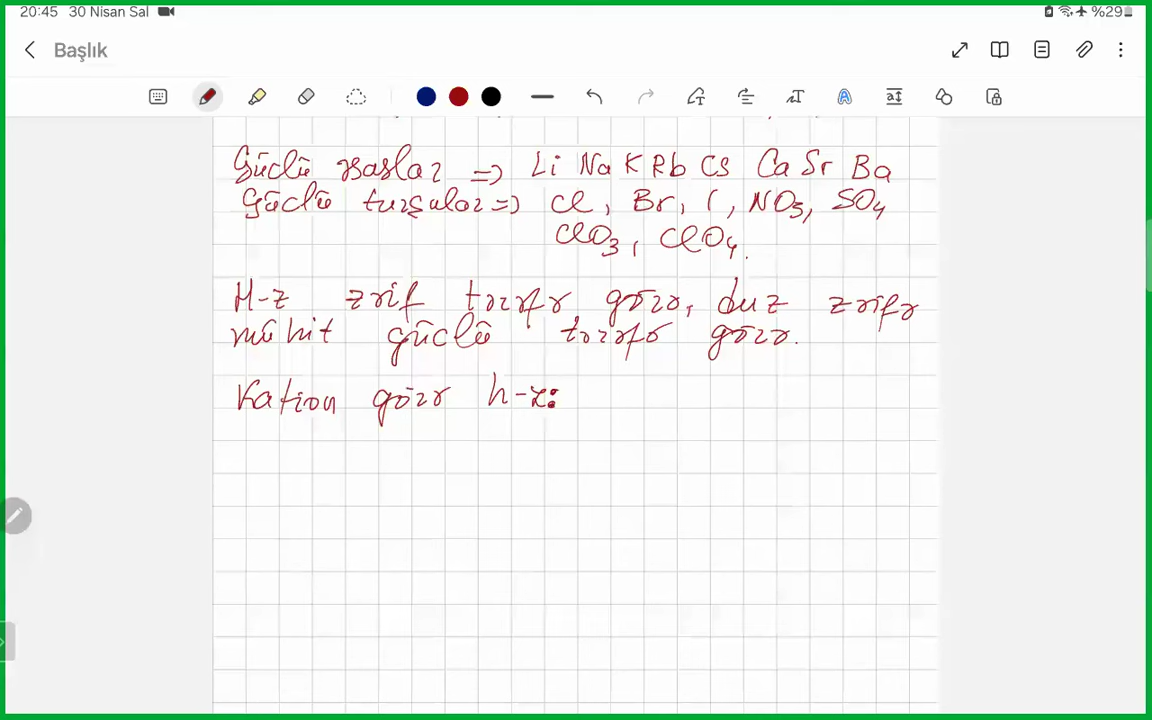 20:45 30 Nisan Sal %29
Başlık
Güclü əsaslar => Li Na K Rb Cs Ca Sr Ba
Güclü turşular => Cl, Br, I, NO3, SO4
ClO3, ClO4.
H-z zəif tərəfə görə, duz zəifə
mühit güclü tərəfə görə.
Kation görə h-z: